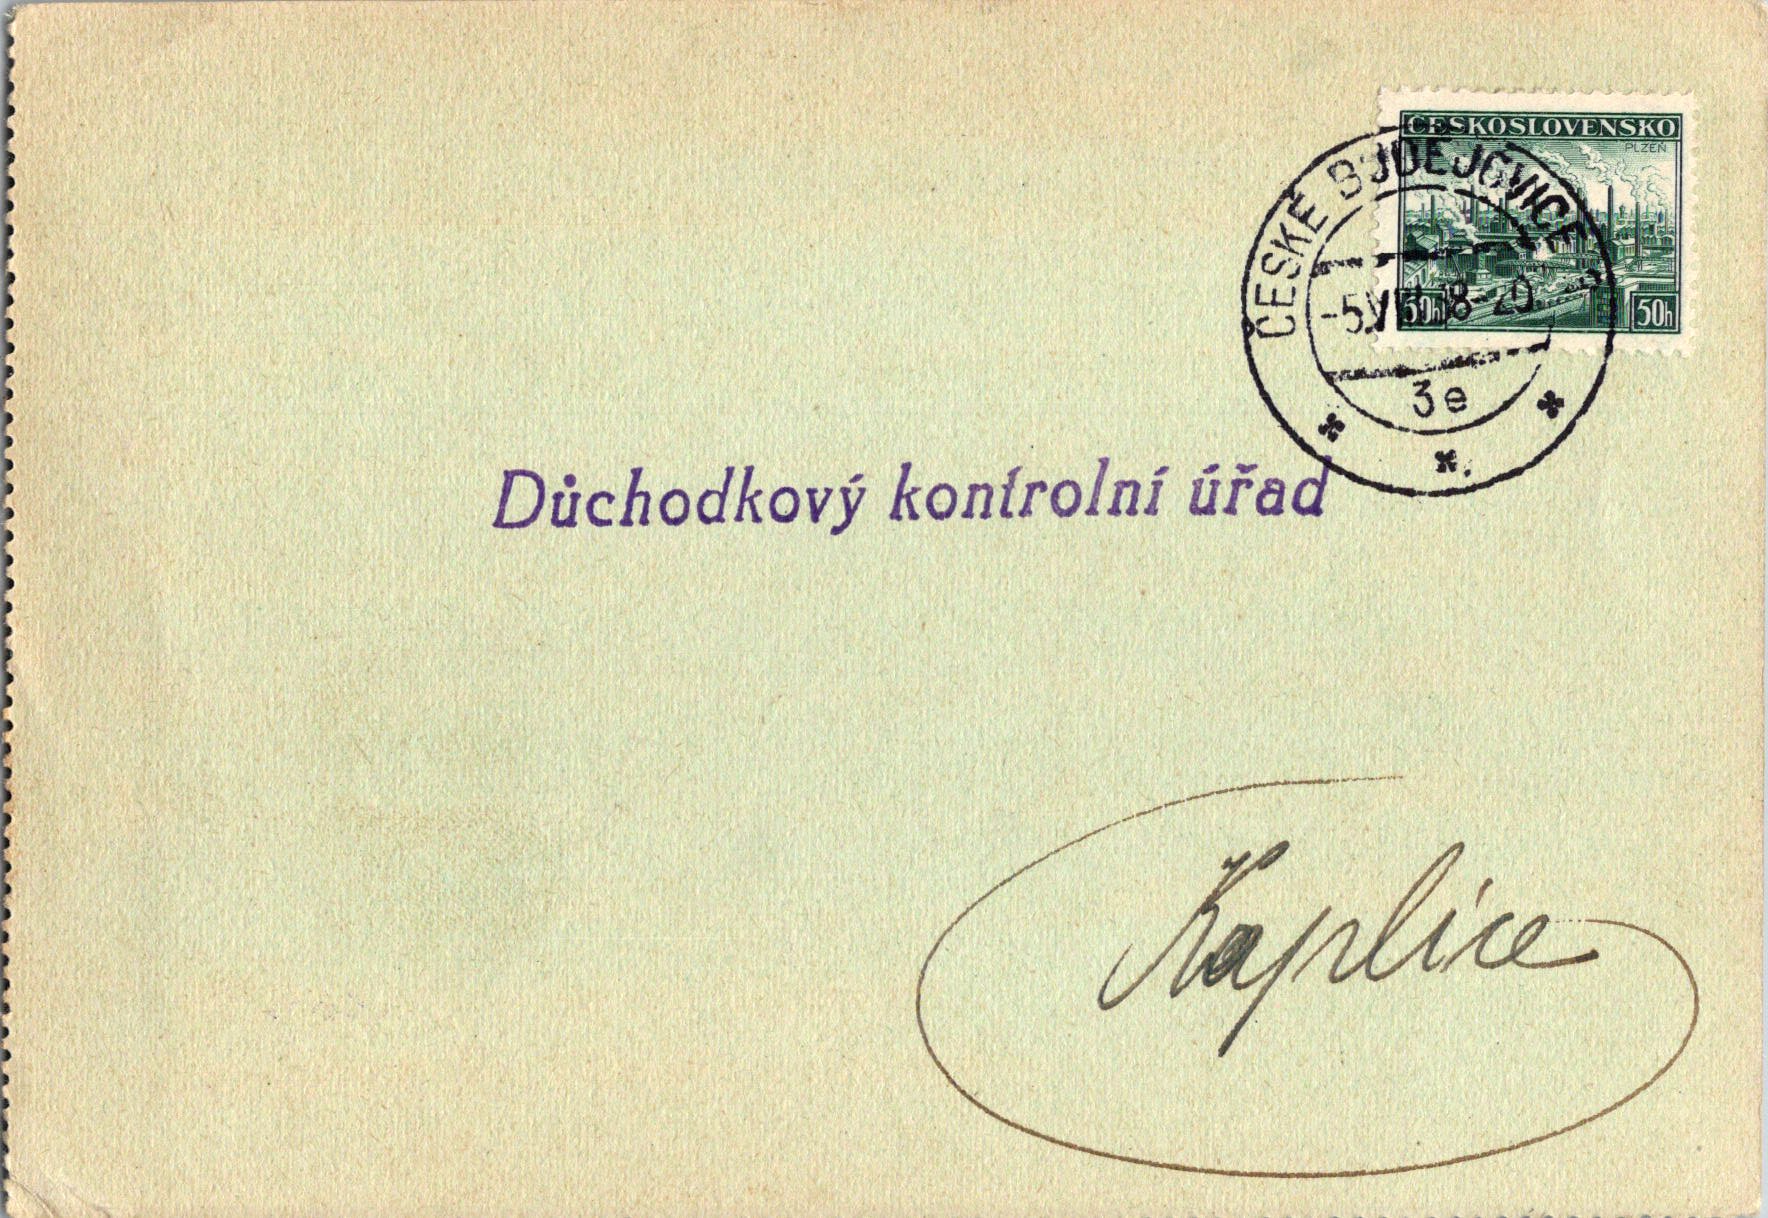 ČESKOSLOVENSKO
PLZEŇ
ČESKÉ BUDĚJOVICE
50h
50h
3e
Důchodkový kontrolní úřad
Kaplice